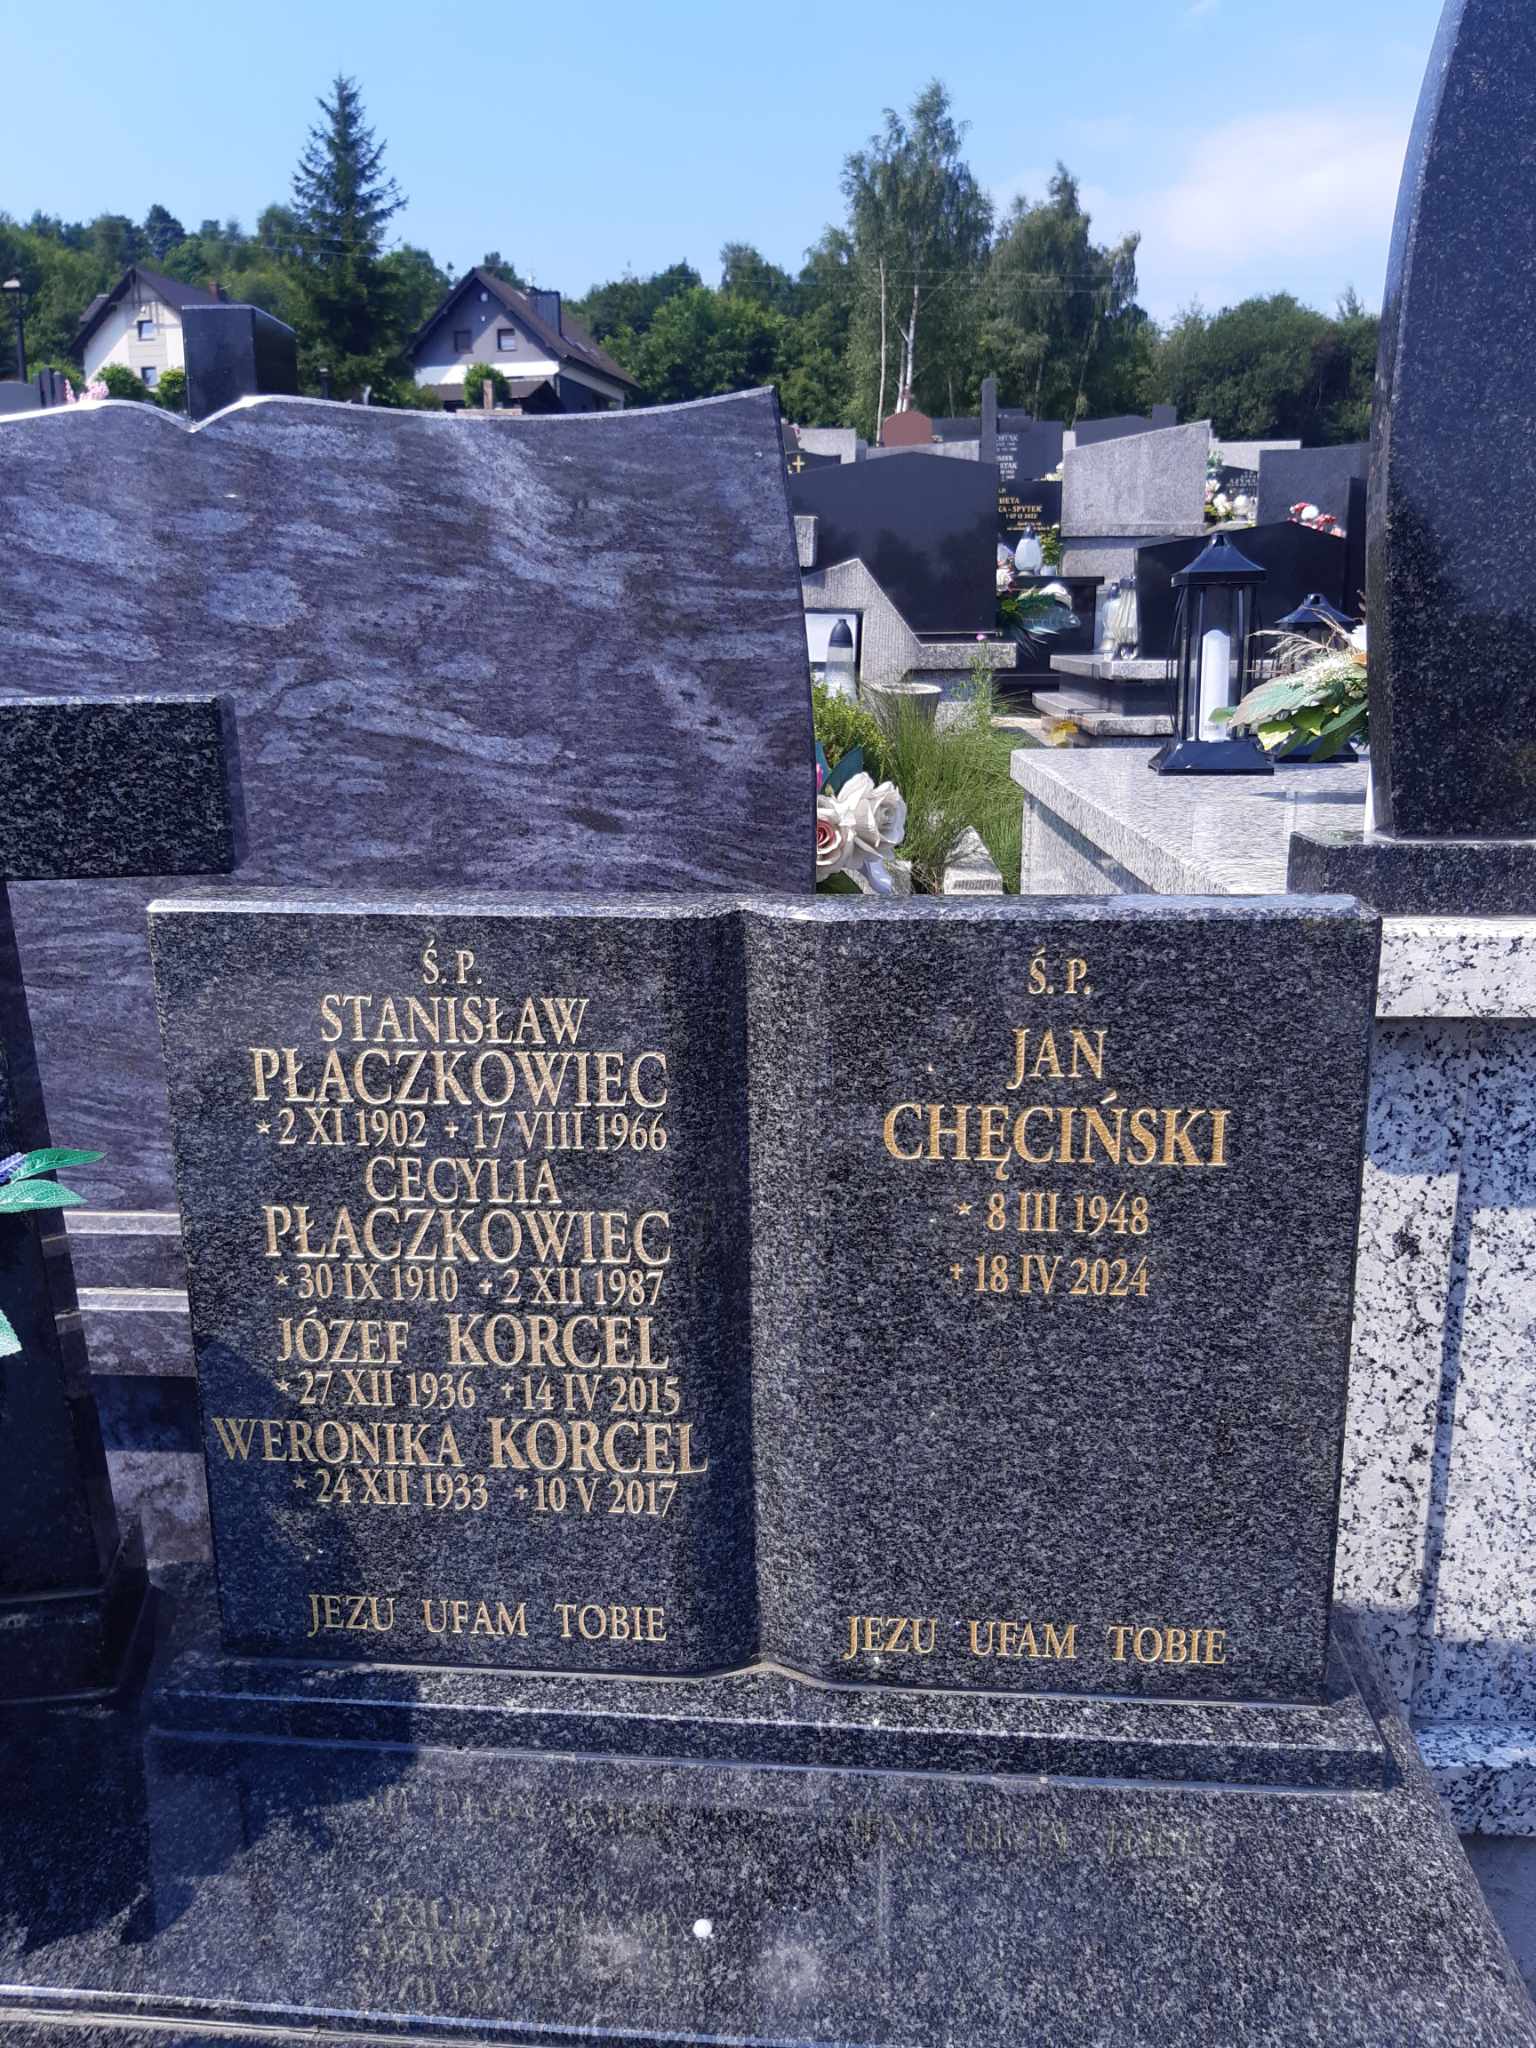 Ś. P.
STANISŁAW
PŁACZKOWIEC
* 2 XI 1902 + 17 VIII 1966
CECYLIA
PŁACZKOWIEC
* 30 IX 1910 + 2 XII 1987
JÓZEF KORCEL
* 27 XII 1936 + 14 IV 2015
WERONIKA KORCEL
* 24 XII 1933 + 10 V 2017
JEZU UFAM TOBIE
Ś. P.
JAN
CHĘCIŃSKI
* 8 III 1948
+ 18 IV 2024
JEZU UFAM TOBIE